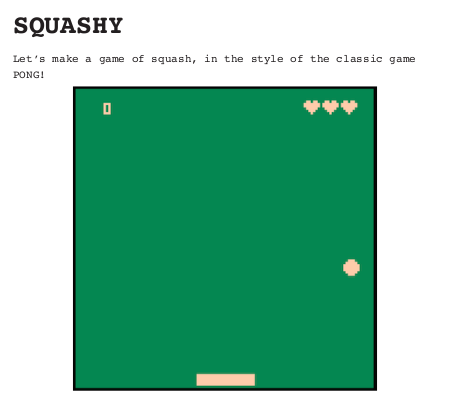 SQUASHY
Let's make a game of squash, in the style of the classic game
PONG!
0